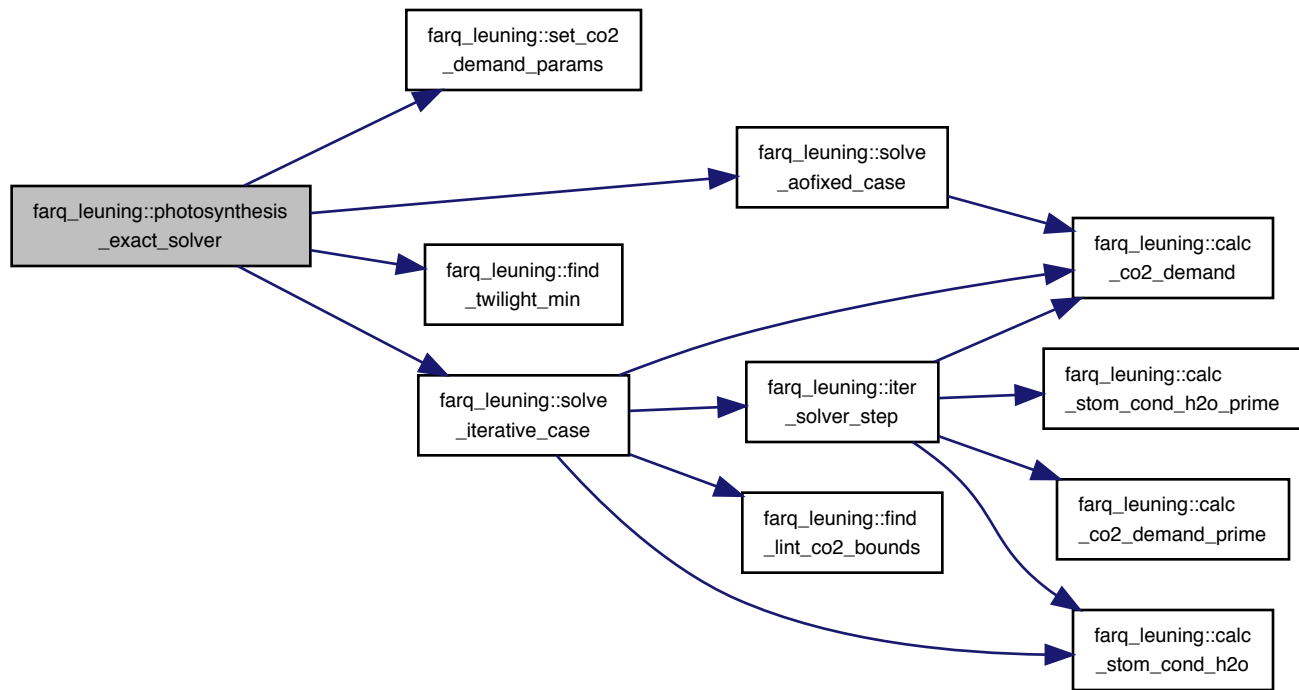 farq_leuning::set_co2
_demand_params
farq_leuning::solve
_aofixed_case
farq_leuning::photosynthesis
_exact_solver
farq_leuning::calc
_co2_demand
farq_leuning::find
_twilight_min
farq_leuning::solve
_iterative_case
farq_leuning::iter
_solver_step
farq_leuning::calc
_stom_cond_h2o_prime
farq_leuning::find
_lint_co2_bounds
farq_leuning::calc
_co2_demand_prime
farq_leuning::calc
_stom_cond_h2o